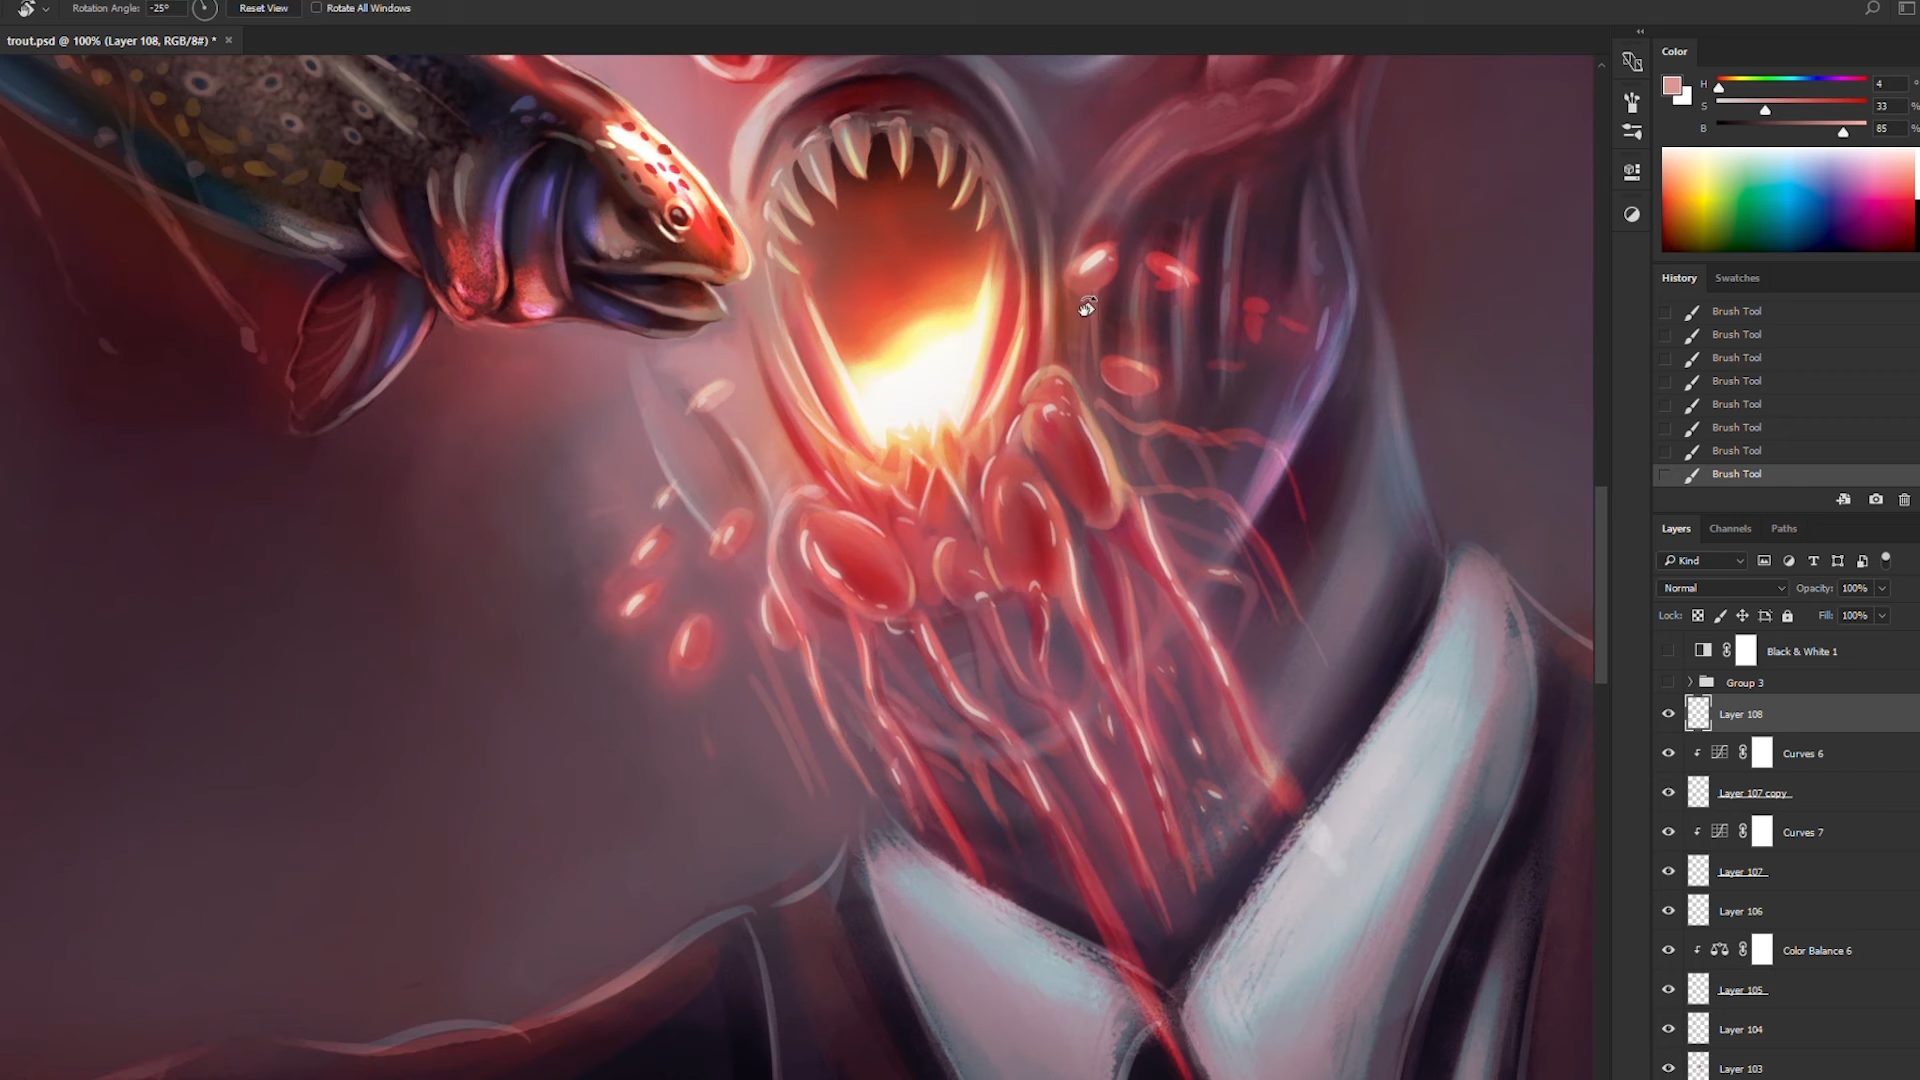 Rotation Angle: -25° Reset View Rotate All Windows
trout.psd @ 100% (Layer 108, RGB/8#) *
Color
H 4 °
S 33 %
B 85 %
History Swatches
Brush Tool
Brush Tool
Brush Tool
Brush Tool
Brush Tool
Brush Tool
Brush Tool
Brush Tool
Layers Channels Paths
Kind
Normal Opacity: 100%
Lock: Fill: 100%
Black & White 1
Group 3
Layer 108
Curves 6
Layer 107 copy
Curves 7
Layer 107
Layer 106
Color Balance 6
Layer 105
Layer 104
Layer 103